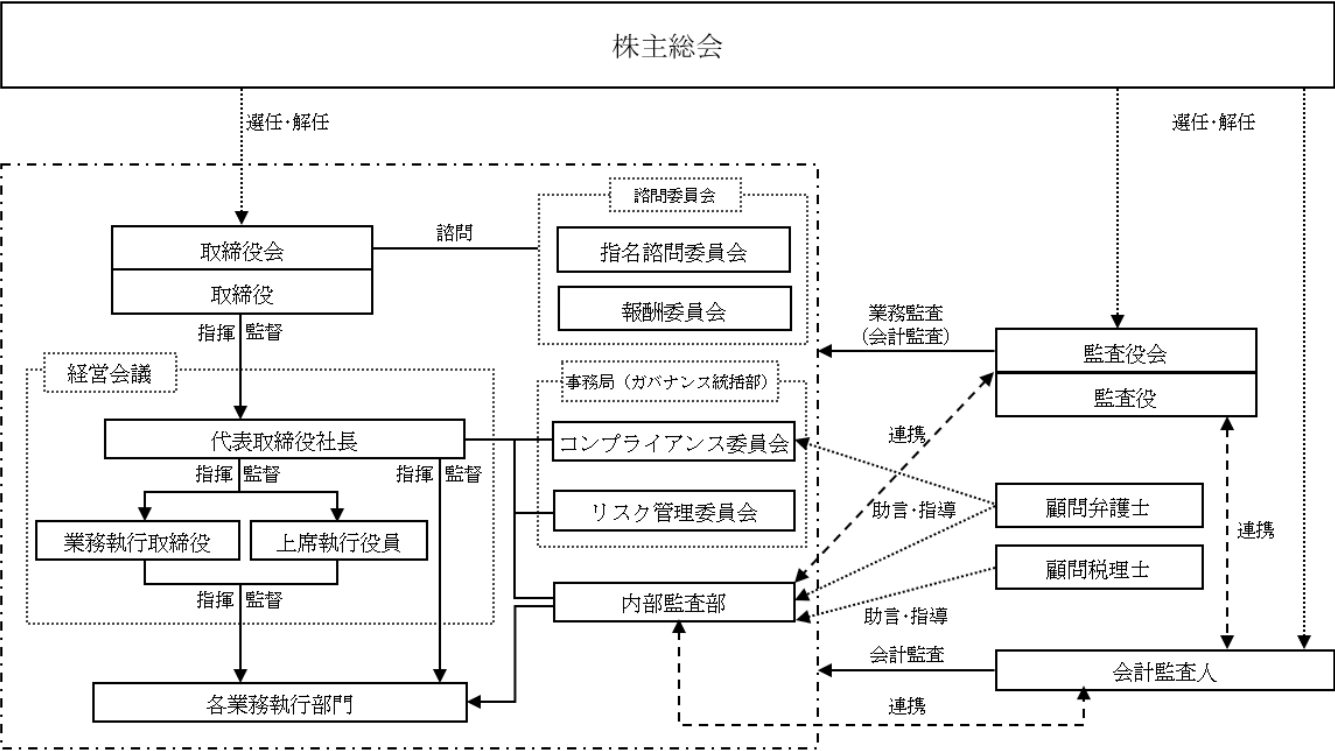 株主総会
選任・解任
選任・解任
諮問委員会
取締役会
諮問
指名諮問委員会
取締役
報酬委員会
指揮 監督
業務監査
(会計監査)
監査役会
監査役
経営会議
事務局（ガバナンス統括部）
代表取締役社長
コンプライアンス委員会
連携
指揮 監督
指揮 監督
リスク管理委員会
助言・指導
顧問弁護士
業務執行取締役
上席執行役員
連携
顧問税理士
指揮 監督
内部監査部
助言・指導
会計監査
会計監査人
各業務執行部門
連携